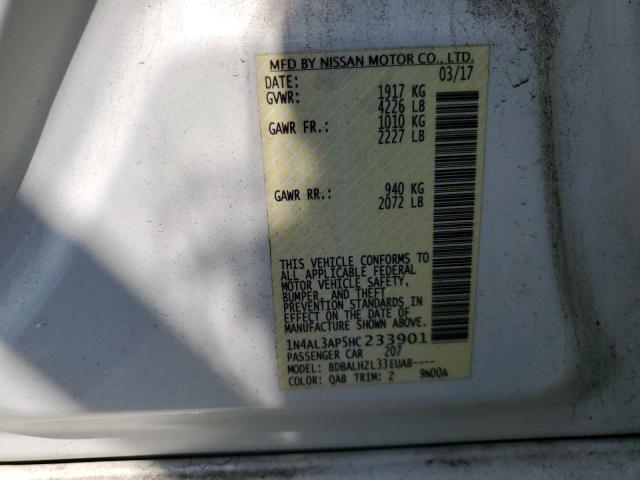 MFD BY NISSAN MOTOR CO., LTD.
DATE: 03/17
GVWR: 1917 KG
4226 LB
GAWR FR.: 1010 KG
2227 LB
GAWR RR.: 940 KG
2072 LB
THIS VEHICLE CONFORMS TO
ALL APPLICABLE FEDERAL
MOTOR VEHICLE SAFETY,
BUMPER, AND THEFT
PREVENTION STANDARDS IN
EFFECT ON THE DATE OF
MANUFACTURE SHOWN ABOVE.
1N4AL3AP5HC233901
PASSENGER CAR 207
MODEL: BDBALHZL33EUAB----
COLOR: QAB TRIM: Z 9N00A